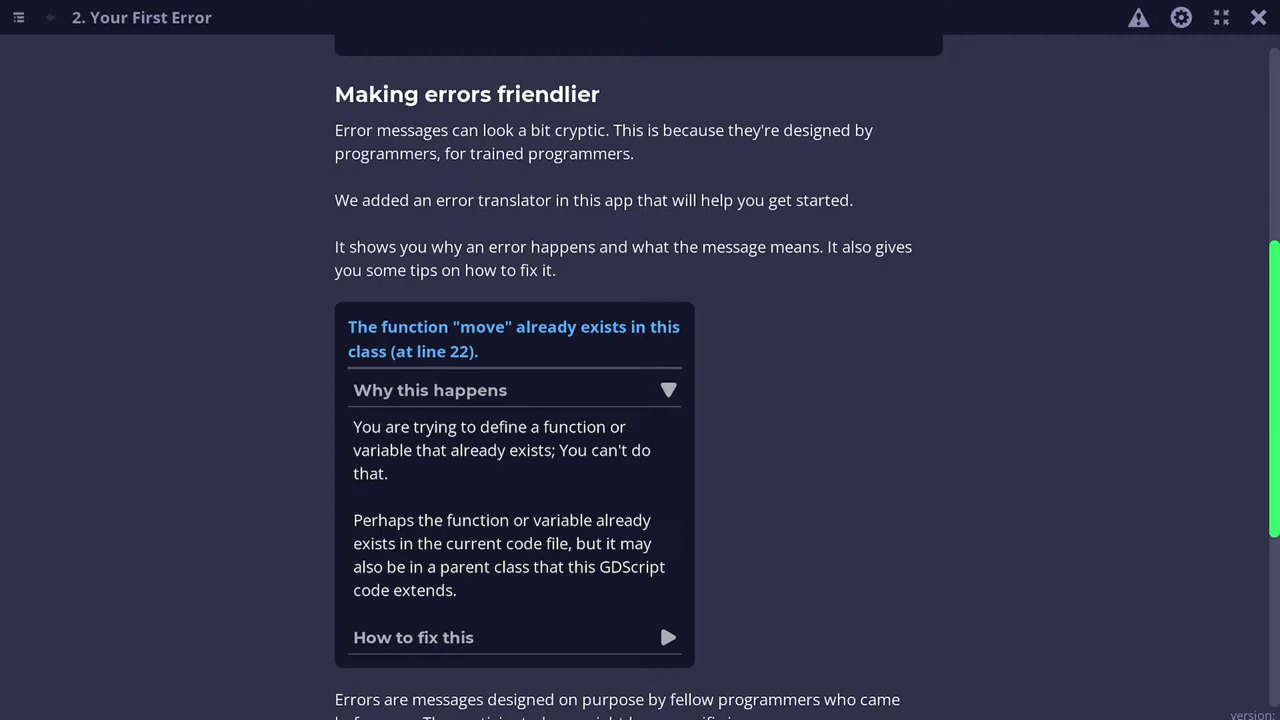 2. Your First Error
Making errors friendlier
Error messages can look a bit cryptic. This is because they're designed by
programmers, for trained programmers.
We added an error translator in this app that will help you get started.
It shows you why an error happens and what the message means. It also gives
you some tips on how to fix it.
The function "move" already exists in this
class (at line 22).
Why this happens
You are trying to define a function or
variable that already exists; You can't do
that.
Perhaps the function or variable already
exists in the current code file, but it may
also be in a parent class that this GDScript
code extends.
How to fix this
Errors are messages designed on purpose by fellow programmers who came
version: